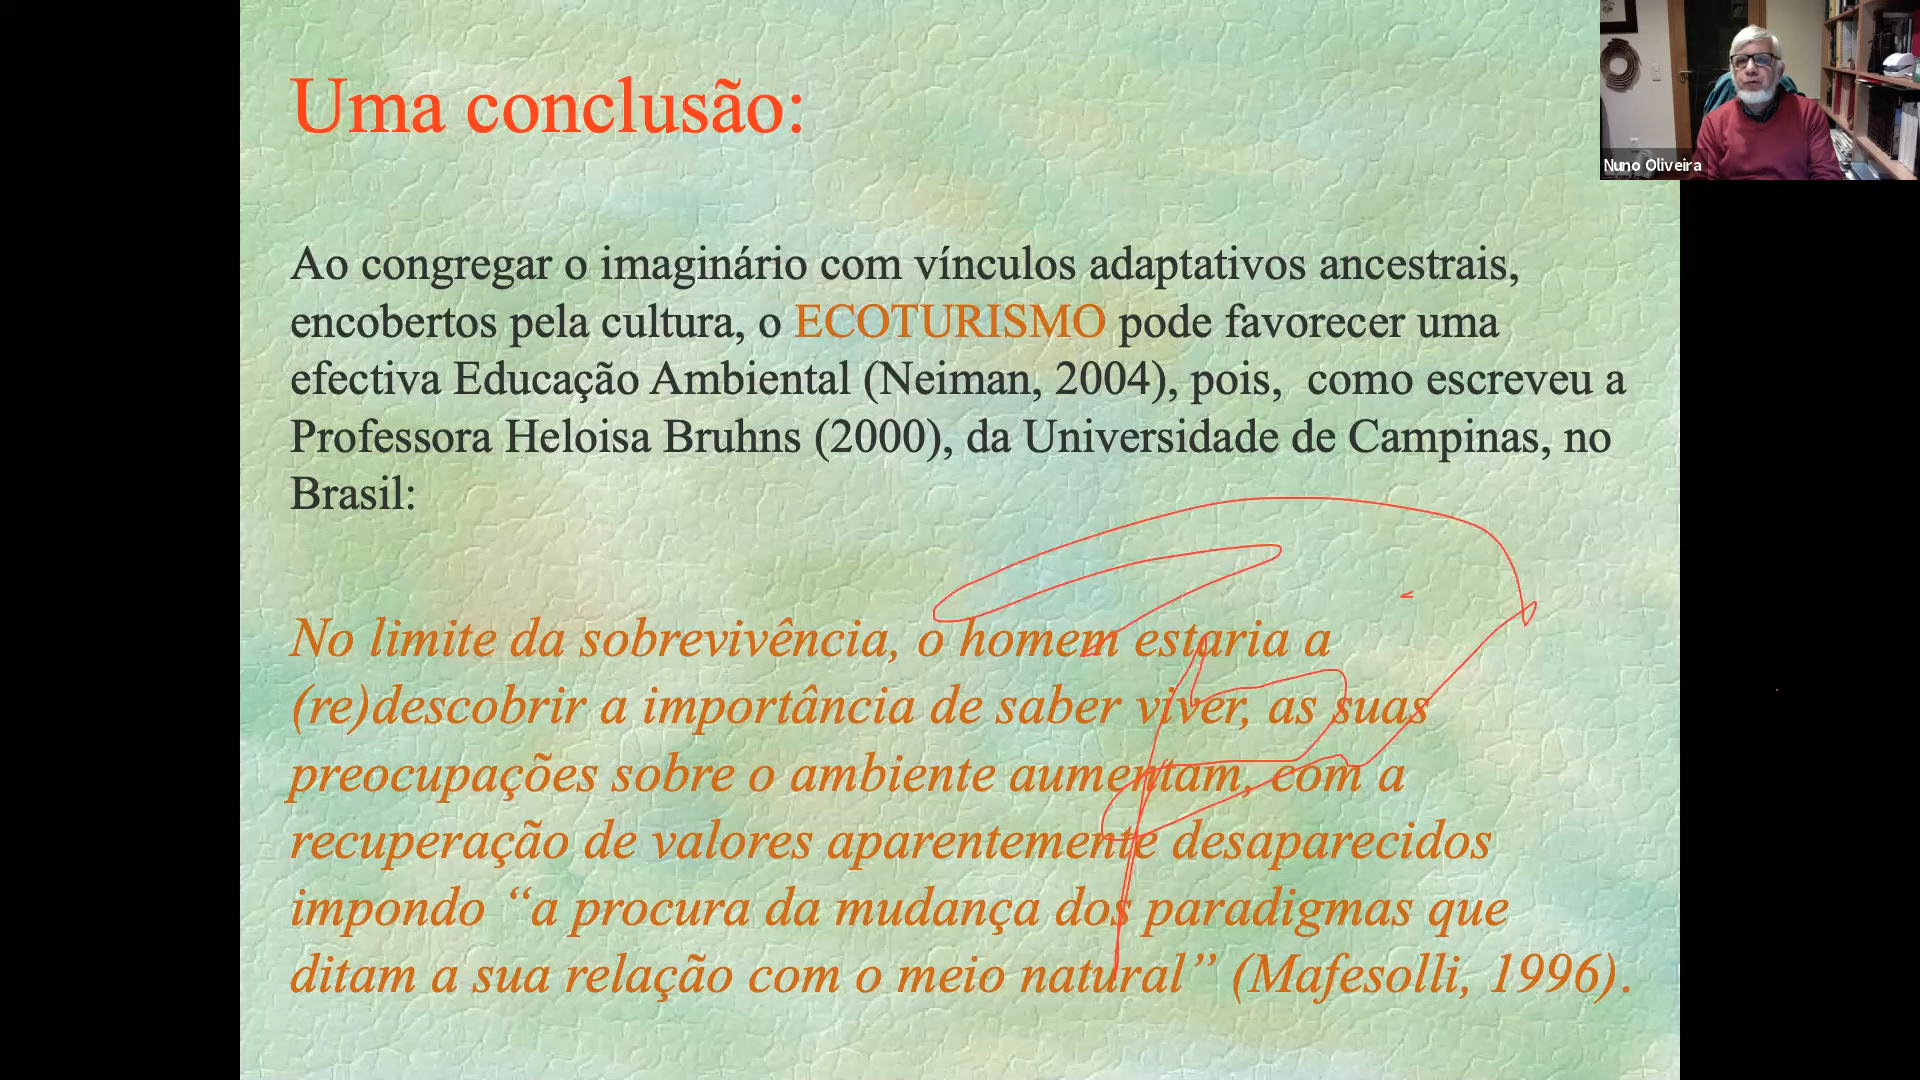 Uma conclusão:
Ao congregar o imaginário com vínculos adaptativos ancestrais,
encobertos pela cultura, o ECOTURISMO pode favorecer uma
efectiva Educação Ambiental (Neiman, 2004), pois,  como escreveu a
Professora Heloisa Bruhns (2000), da Universidade de Campinas, no
Brasil:
No limite da sobrevivência, o homem estaria a
(re)descobrir a importância de saber viver, as suas
preocupações sobre o ambiente aumentam, com a
recuperação de valores aparentemente desaparecidos
impondo “a procura da mudança dos paradigmas que
ditam a sua relação com o meio natural” (Mafesolli, 1996).
Nuno Oliveira